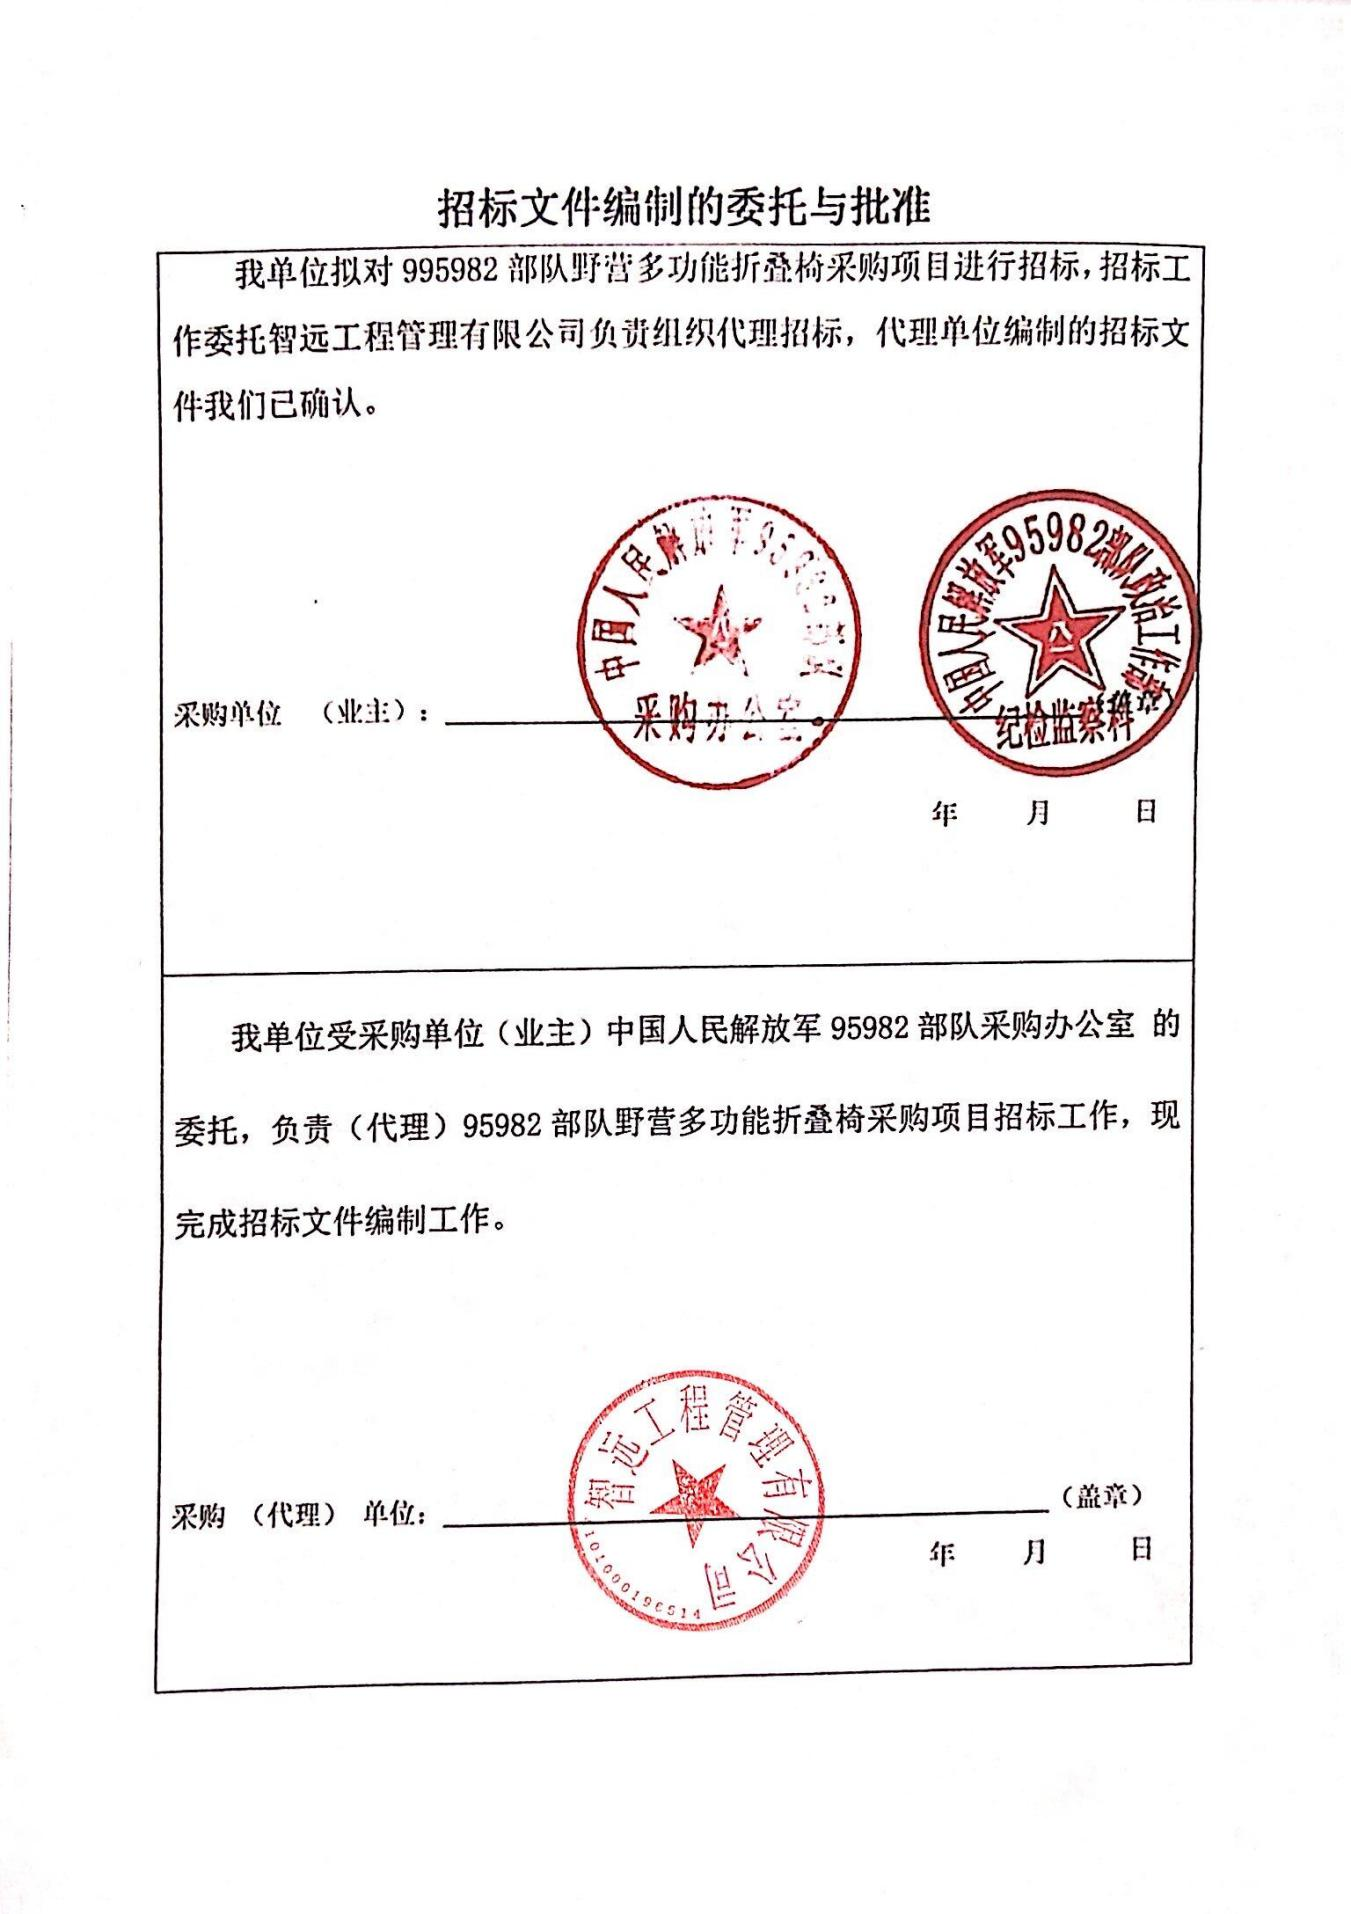 招标文件编制的委托与批准
我单位拟对 995982 部队野营多功能折叠椅采购项目进行招标，招标工
作委托智远工程管理有限公司负责组织代理招标，代理单位编制的招标文
件我们已确认。
中国人民解放军95982部队
采购办公室
中国人民解放军95982部队政治工作部
纪检监察科
采购单位 （业主）：
年 月 日
我单位受采购单位（业主）中国人民解放军 95982 部队采购办公室 的
委托，负责（代理）95982 部队野营多功能折叠椅采购项目招标工作，现
完成招标文件编制工作。
智远工程管理有限公司
采购 （代理） 单位：
（盖章）
年 月 日